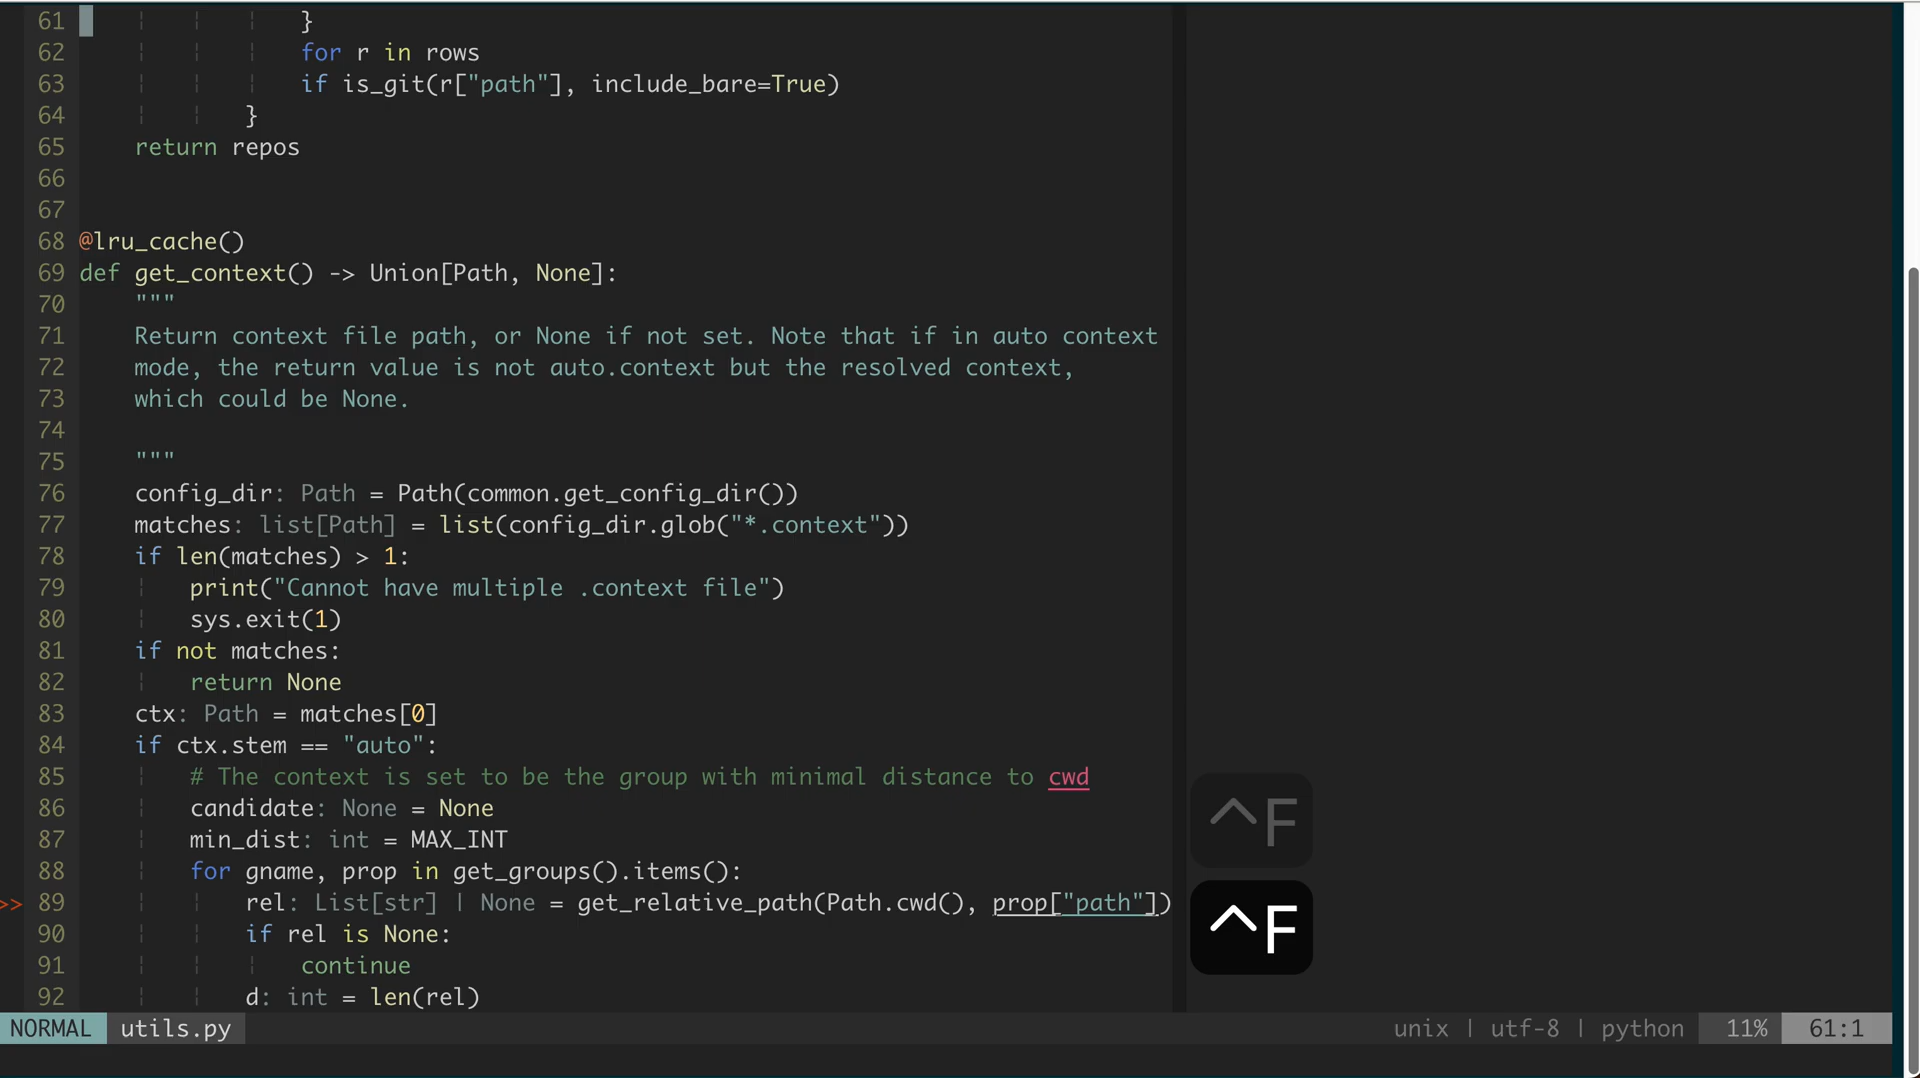 61 }
62 for r in rows
63 if is_git(r["path"], include_bare=True)
64 }
65 return repos
66
67
68 @lru_cache()
69 def get_context() -> Union[Path, None]:
70 """
71 Return context file path, or None if not set. Note that if in auto context
72 mode, the return value is not auto.context but the resolved context,
73 which could be None.
74
75 """
76 config_dir: Path = Path(common.get_config_dir())
77 matches: list[Path] = list(config_dir.glob("*.context"))
78 if len(matches) > 1:
79 print("Cannot have multiple .context file")
80 sys.exit(1)
81 if not matches:
82 return None
83 ctx: Path = matches[0]
84 if ctx.stem == "auto":
85 # The context is set to be the group with minimal distance to cwd
86 candidate: None = None
87 min_dist: int = MAX_INT
88 for gname, prop in get_groups().items():
>> 89 rel: List[str] | None = get_relative_path(Path.cwd(), prop["path"])
90 if rel is None:
91 continue
92 d: int = len(rel)
^F
^F
NORMAL utils.py unix | utf-8 | python 11% 61:1